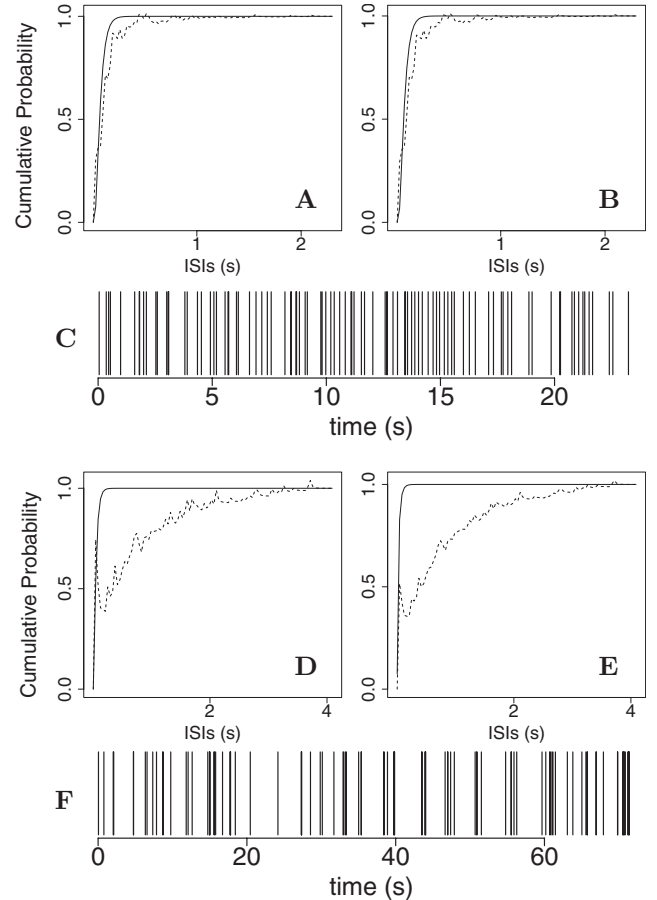 Cumulative Probability
0.0 0.5 1.0
A
1 2
ISIs (s)
0.0 0.5 1.0
B
1 2
ISIs (s)
C
0 5 10 15 20
time (s)
Cumulative Probability
0.0 0.5 1.0
D
2 4
ISIs (s)
0.0 0.5 1.0
E
2 4
ISIs (s)
F
0 20 40 60
time (s)